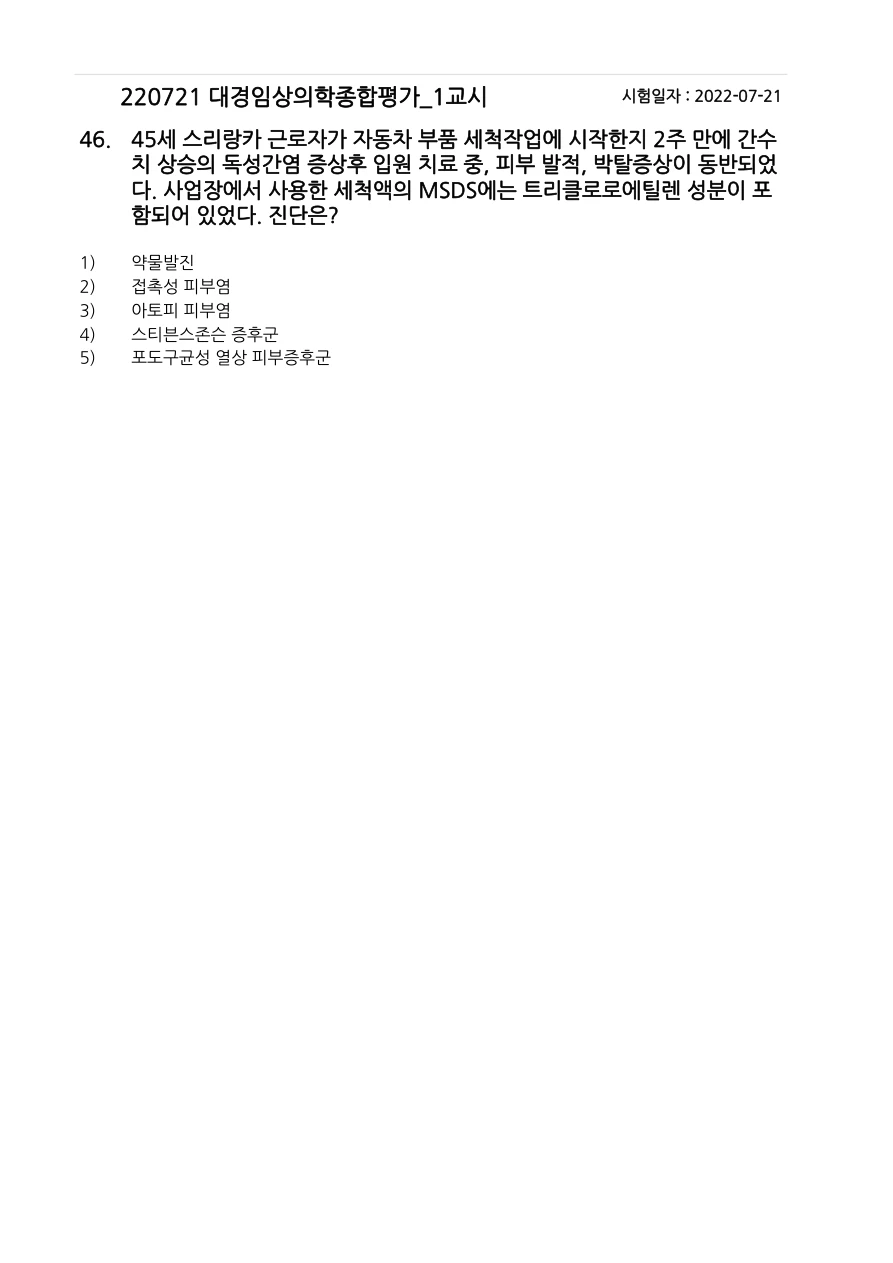 220721 대경임상의학종합평가_1교시 시험일자 : 2022-07-21
46. 45세 스리랑카 근로자가 자동차 부품 세척작업에 시작한지 2주 만에 간수
치 상승의 독성간염 증상후 입원 치료 중, 피부 발적, 박탈증상이 동반되었
다. 사업장에서 사용한 세척액의 MSDS에는 트리클로로에틸렌 성분이 포
함되어 있었다. 진단은?
1) 약물발진
2) 접촉성 피부염
3) 아토피 피부염
4) 스티븐스존슨 증후군
5) 포도구균성 열상 피부증후군